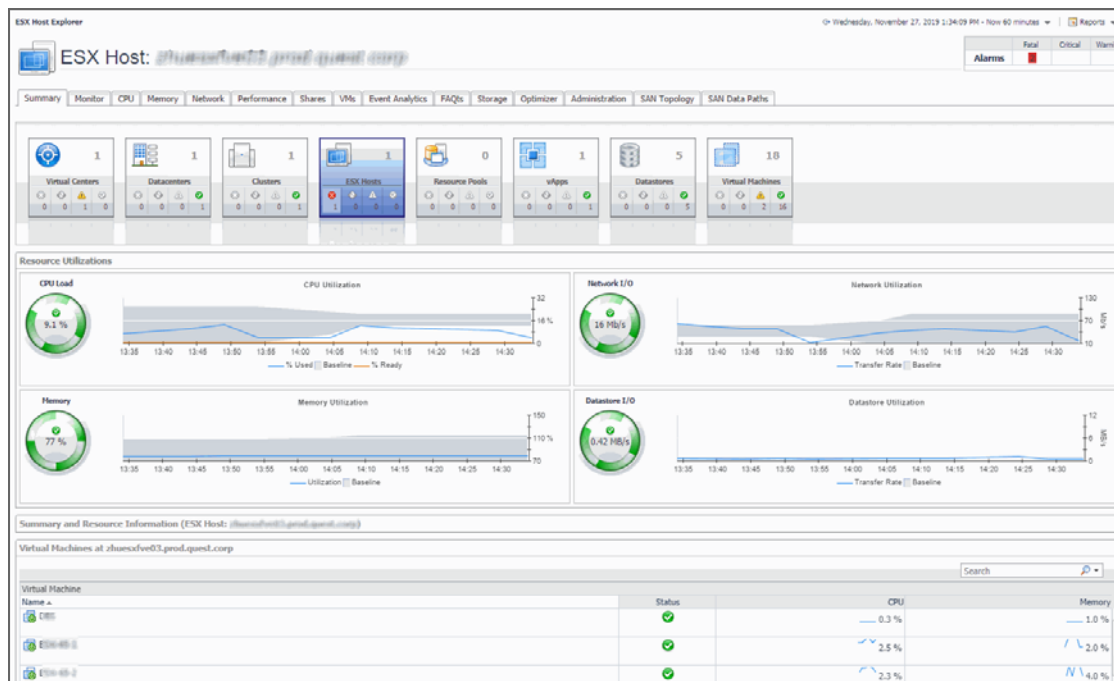 ESX Host Explorer
Wednesday, November 27, 2019 1:34:09 PM - Now 60 minutes
Reports
ESX Host:
Fatal Critical Warni
Alarms
Summary Monitor CPU Memory Network Performance Shares VMs Event Analytics FAQts Storage Optimizer Administration SAN Topology SAN Data Paths
1 1 1 1 0 1 5 18
Virtual Centers Datacenters Clusters ESX Hosts Resource Pools vApps Datastores Virtual Machines
0 0 1 0 0 0 0 1 0 0 0 1 1 0 0 0 0 0 0 0 0 0 0 1 0 0 0 5 0 0 2 16
Resource Utilizations
CPU Load
CPU Utilization
9.1 %
32
16 %
0
13:35 13:40 13:45 13:50 13:55 14:00 14:05 14:10 14:15 14:20 14:25 14:30
% Used Baseline % Ready
Network I/O
Network Utilization
16 Mb/s
130
70
10
Mb/s
13:35 13:40 13:45 13:50 13:55 14:00 14:05 14:10 14:15 14:20 14:25 14:30
Transfer Rate Baseline
Memory
Memory Utilization
77 %
150
110 %
70
13:35 13:40 13:45 13:50 13:55 14:00 14:05 14:10 14:15 14:20 14:25 14:30
Utilization Baseline
Datastore I/O
Datastore Utilization
0.42 MB/s
12
6
0
MB/s
13:35 13:40 13:45 13:50 13:55 14:00 14:05 14:10 14:15 14:20 14:25 14:30
Transfer Rate Baseline
Summary and Resource Information (ESX Host:
Virtual Machines at zhuesxfve03.prod.quest.corp
Search
Virtual Machine
Name Status CPU Memory
0.3 % 1.0 %
2.5 % 2.0 %
2.3 % 4.0 %